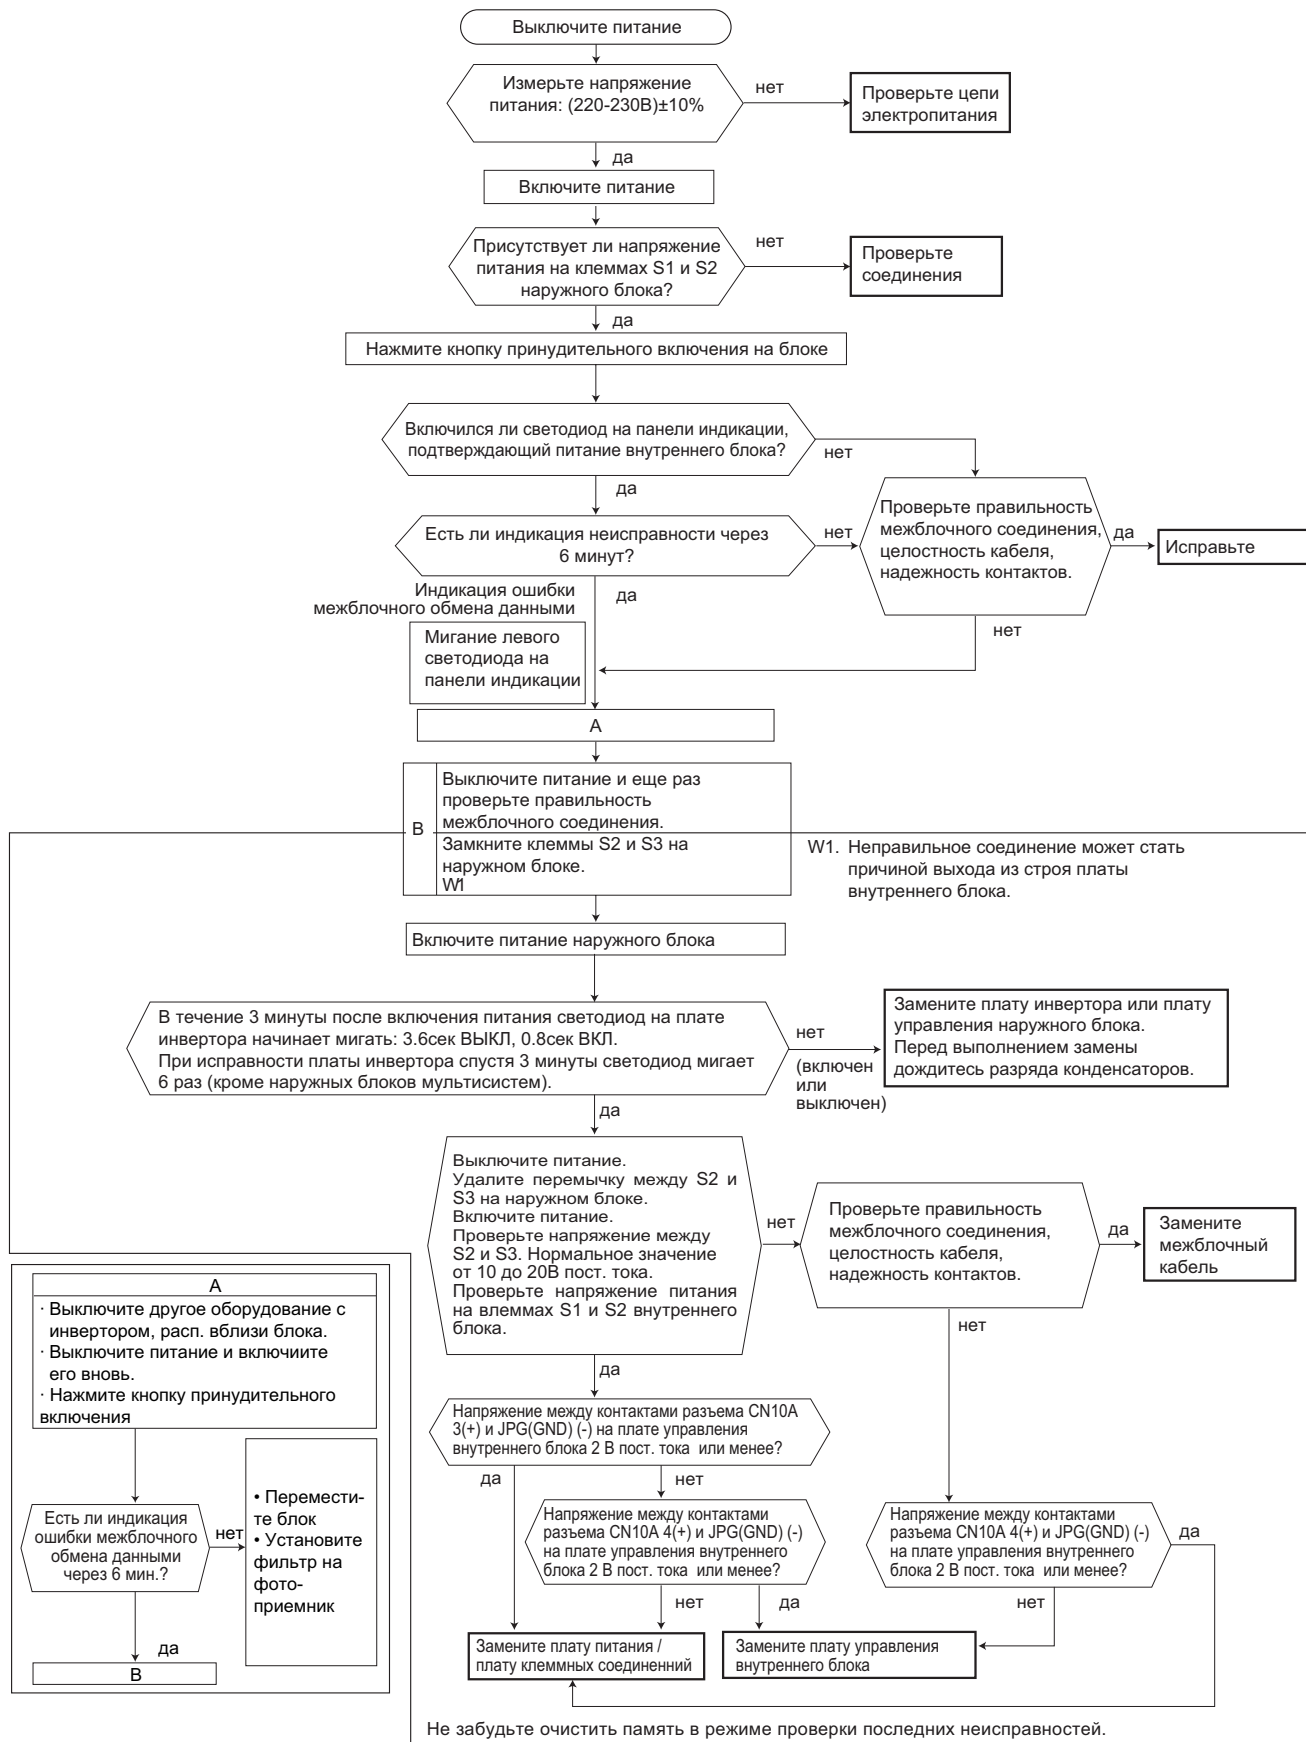 Выключите питание
Измерьте напряжение
питания: (220-230В)±10%
нет
Проверьте цепи
электропитания
да
Включите питание
Присутствует ли напряжение
питания на клеммах S1 и S2
наружного блока?
нет
Проверьте
соединения
да
Нажмите кнопку принудительного включения на блоке
Включился ли светодиод на панели индикации,
подтверждающий питание внутреннего блока?
нет
да
Проверьте правильность
межблочного соединения,
целостность кабеля,
надежность контактов.
да
Исправьте
Есть ли индикация неисправности через
6 минут?
нет
да
нет
Индикация ошибки
межблочного обмена данными
Мигание левого
светодиода на
панели индикации
A
B
Выключите питание и еще раз
проверьте правильность
межблочного соединения.
Замкните клеммы S2 и S3 на
наружном блоке.
W1
W1. Неправильное соединение может стать
причиной выхода из строя платы
внутреннего блока.
Включите питание наружного блока
В течение 3 минуты после включения питания светодиод на плате
инвертора начинает мигать: 3.6сек ВЫКЛ, 0.8сек ВКЛ.
При исправности платы инвертора спустя 3 минуты светодиод мигает
6 раз (кроме наружных блоков мультисистем).
нет
(включен
или
выключен)
Замените плату инвертора или плату
управления наружного блока.
Перед выполнением замены
дождитесь разряда конденсаторов.
да
Выключите питание.
Удалите перемычку между S2 и
S3 на наружном блоке.
Включите питание.
Проверьте напряжение между
S2 и S3. Нормальное значение
от 10 до 20В пост. тока.
Проверьте напряжение питания
на влеммах S1 и S2 внутреннего
блока.
нет
Проверьте правильность
межблочного соединения,
целостность кабеля,
надежность контактов.
да
Замените
межблочный
кабель
нет
да
A
· Выключите другое оборудование с
инвертором, расп. вблизи блока.
· Выключите питание и включиите
его вновь.
· Нажмите кнопку принудительного
включения
Есть ли индикация
ошибки межблочного
обмена данными
через 6 мин.?
нет
• Перемести-
те блок
• Установите
фильтр на
фото-
приемник
да
B
Напряжение между контактами разъема CN10A
3(+) и JPG(GND) (-) на плате управления
внутреннего блока 2 В пост. тока или менее?
да
нет
Напряжение между контактами
разъема CN10A 4(+) и JPG(GND) (-)
на плате управления внутреннего
блока 2 В пост. тока или менее?
нет
да
Напряжение между контактами
разъема CN10A 4(+) и JPG(GND) (-)
на плате управления внутреннего
блока 2 В пост. тока или менее?
да
нет
Замените плату питания /
плату клеммных соединенний
Замените плату управления
внутреннего блока
Не забудьте очистить память в режиме проверки последних неисправностей.